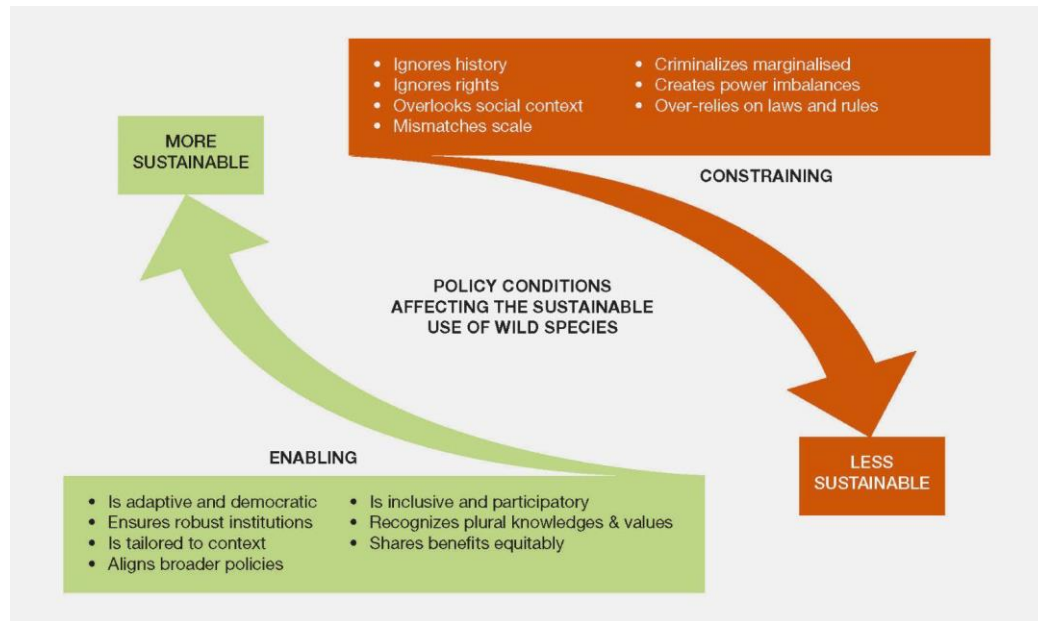 • Ignores history
• Ignores rights
• Overlooks social context
• Mismatches scale
• Criminalizes marginalised
• Creates power imbalances
• Over-relies on laws and rules
MORE
SUSTAINABLE
CONSTRAINING
POLICY CONDITIONS
AFFECTING THE SUSTAINABLE
USE OF WILD SPECIES
ENABLING
LESS
SUSTAINABLE
• Is adaptive and democratic
• Ensures robust institutions
• Is tailored to context
• Aligns broader policies
• Is inclusive and participatory
• Recognizes plural knowledges & values
• Shares benefits equitably